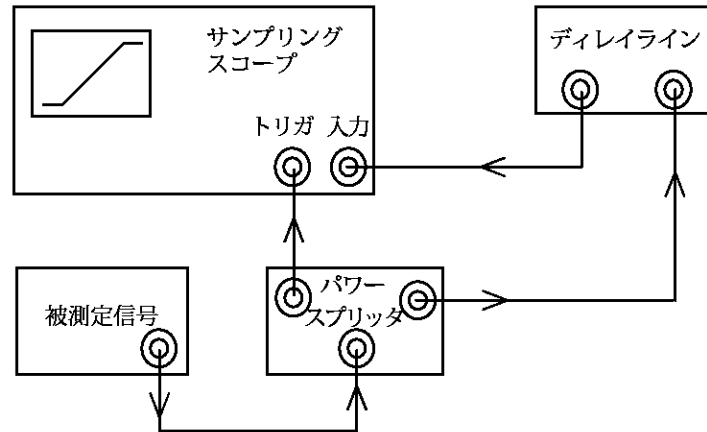 サンプリング
スコープ
トリガ 入力
ディレイライン
被測定信号
パワー
スプリッタ